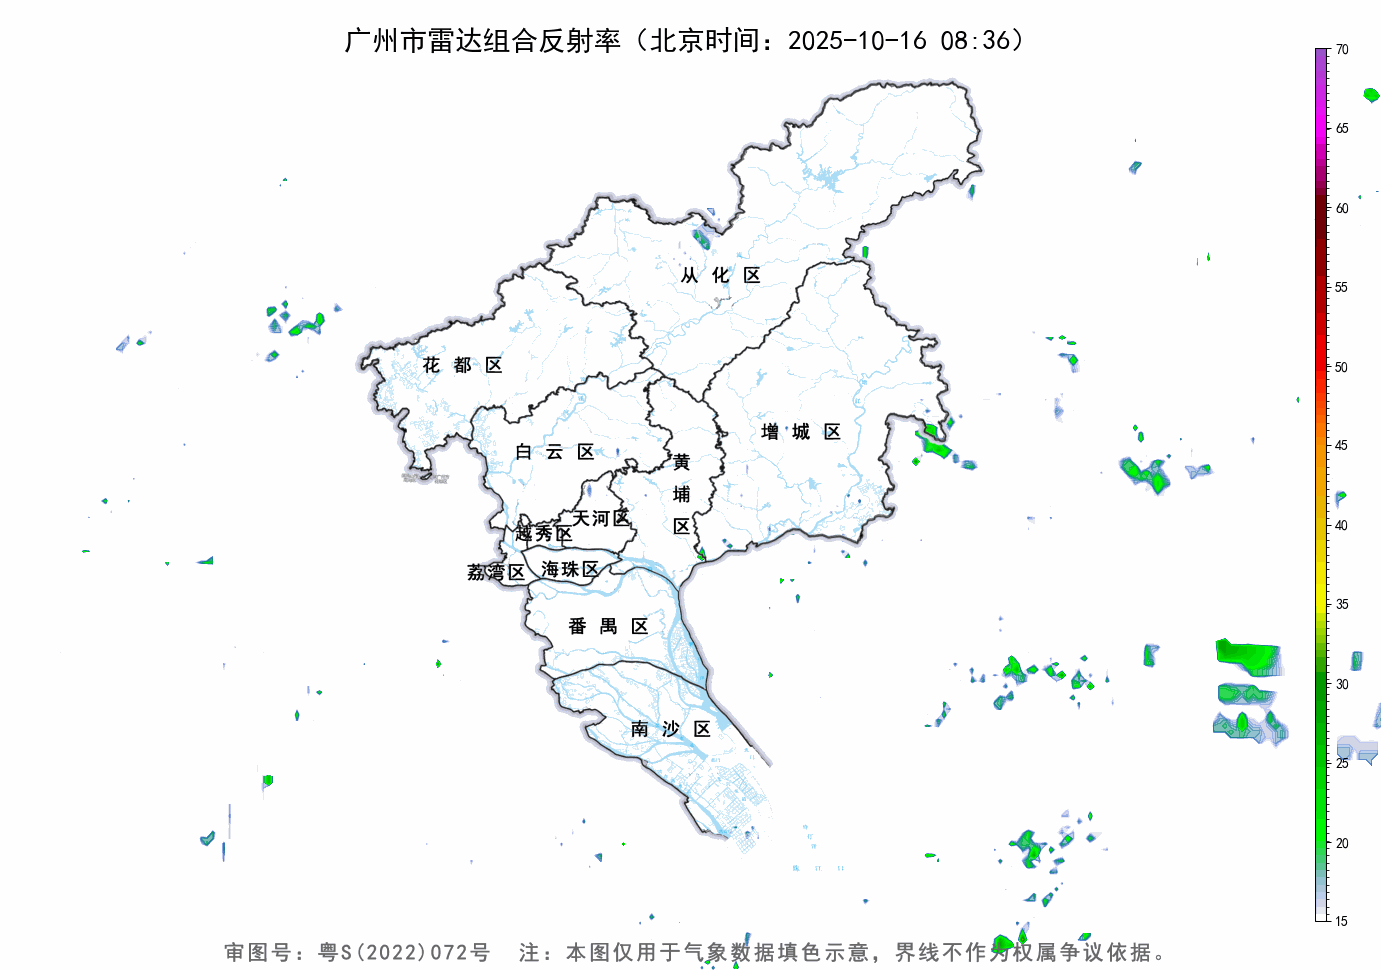 广州市雷达组合反射率（北京时间：2025-10-16 08:36）
70
65
60
55
50
45
40
35
30
25
20
15
从化区
花都区
增城区
白云区
黄埔区
天河区
越秀区
荔湾区
海珠区
番禺区
南沙区
审图号：粤S(2022)072号 注：本图仅用于气象数据填色示意，界线不作为权属争议依据。